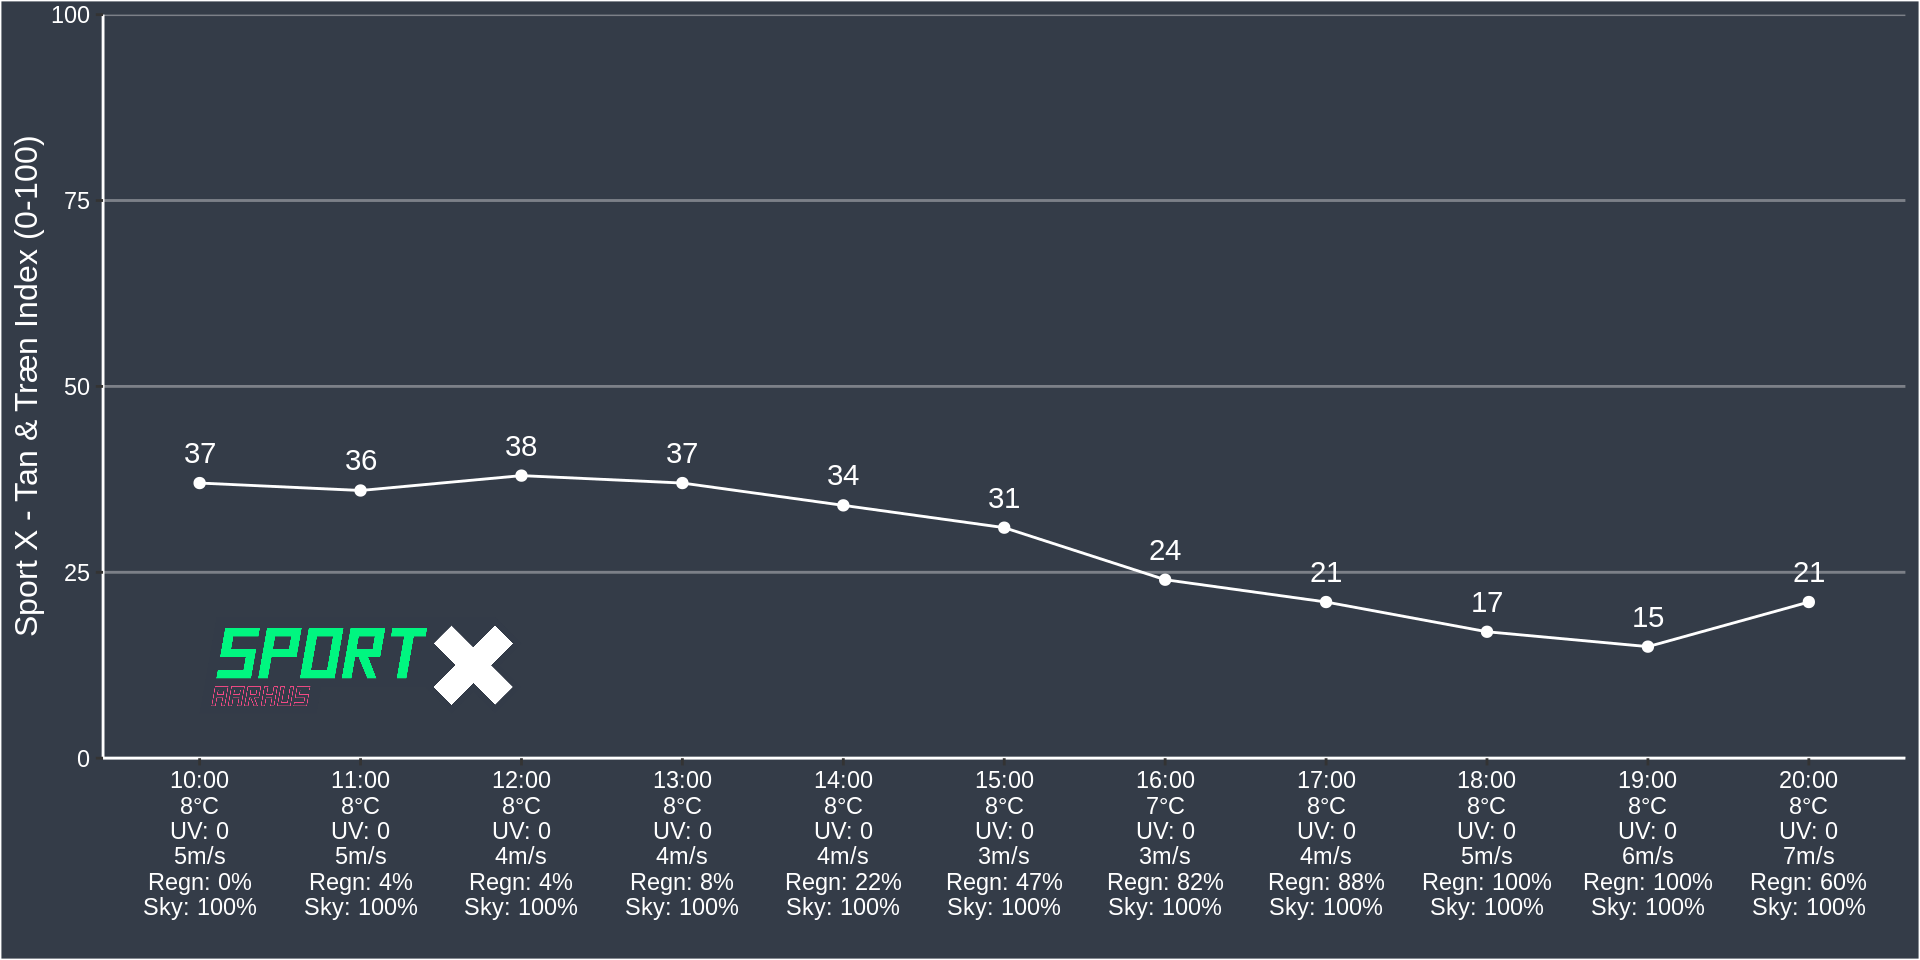 Sport X - Tan & Træn Index (0-100)
100
75
50
25
0
37
36
38
37
34
31
24
21
17
15
21
SPORT X
AARHUS
10:00 11:00 12:00 13:00 14:00 15:00 16:00 17:00 18:00 19:00 20:00
8°C 8°C 8°C 8°C 8°C 8°C 7°C 8°C 8°C 8°C 8°C
UV: 0 UV: 0 UV: 0 UV: 0 UV: 0 UV: 0 UV: 0 UV: 0 UV: 0 UV: 0 UV: 0
5m/s 5m/s 4m/s 4m/s 4m/s 3m/s 3m/s 4m/s 5m/s 6m/s 7m/s
Regn: 0% Regn: 4% Regn: 4% Regn: 8% Regn: 22% Regn: 47% Regn: 82% Regn: 88% Regn: 100% Regn: 100% Regn: 60%
Sky: 100% Sky: 100% Sky: 100% Sky: 100% Sky: 100% Sky: 100% Sky: 100% Sky: 100% Sky: 100% Sky: 100% Sky: 100%